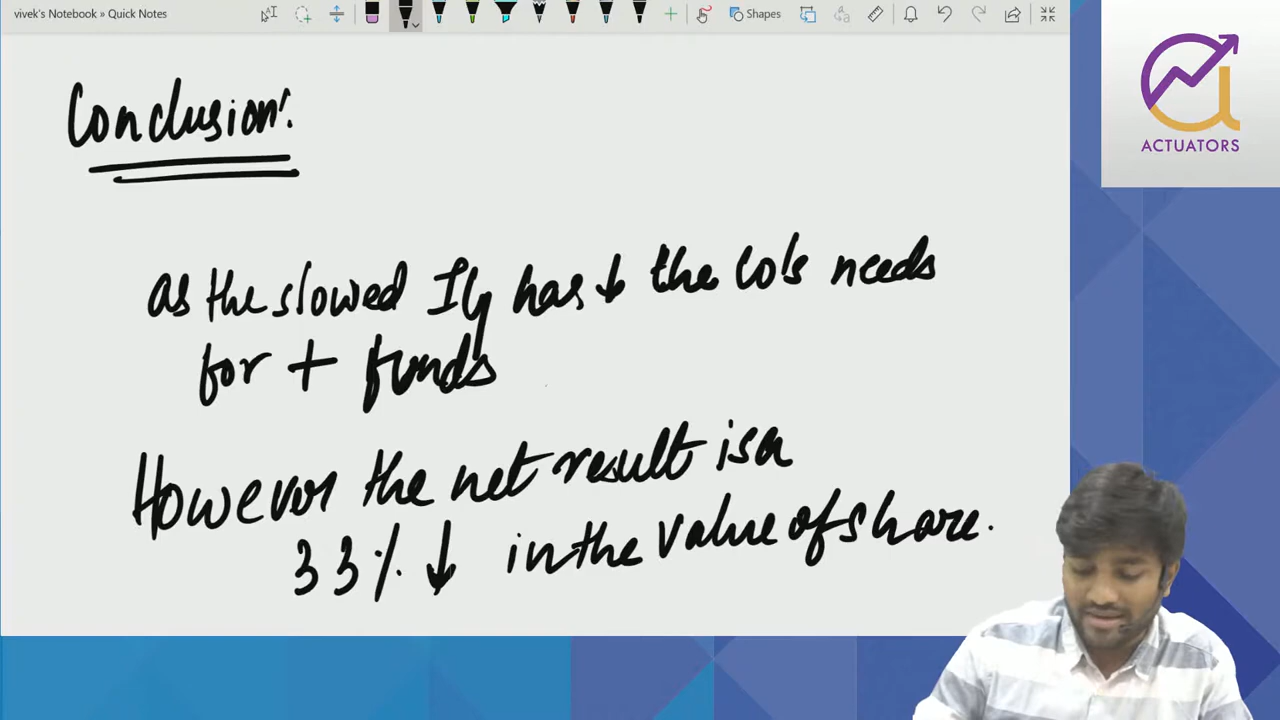 vivek's Notebook » Quick Notes
Shapes
ACTUATORS
Conclusion:
as the slowed Ig has ↓ the Co's needs
for + funds
However the net result is a
33% ↓ in the value of share.